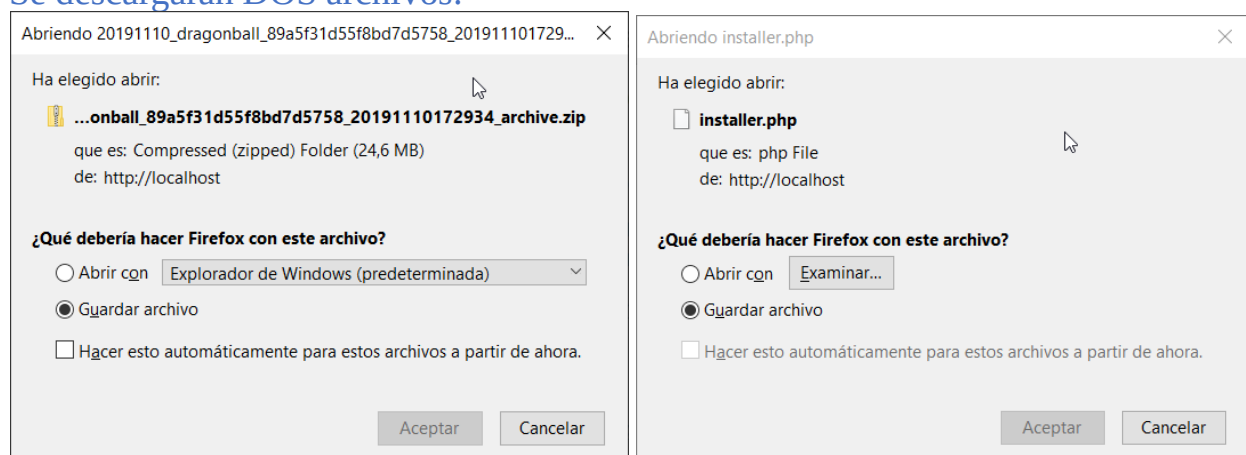 Se descargarán DOS archivos:
Abriendo 20191110_dragonball_89a5f31d55f8bd7d5758_201911101729...
Ha elegido abrir:
...onball_89a5f31d55f8bd7d5758_20191110172934_archive.zip
que es: Compressed (zipped) Folder (24,6 MB)
de: http://localhost
¿Qué debería hacer Firefox con este archivo?
Abrir con Explorador de Windows (predeterminada)
Guardar archivo
Hacer esto automáticamente para estos archivos a partir de ahora.
Aceptar Cancelar
Abriendo installer.php
Ha elegido abrir:
installer.php
que es: php File
de: http://localhost
¿Qué debería hacer Firefox con este archivo?
Abrir con Examinar...
Guardar archivo
Hacer esto automáticamente para estos archivos a partir de ahora.
Aceptar Cancelar